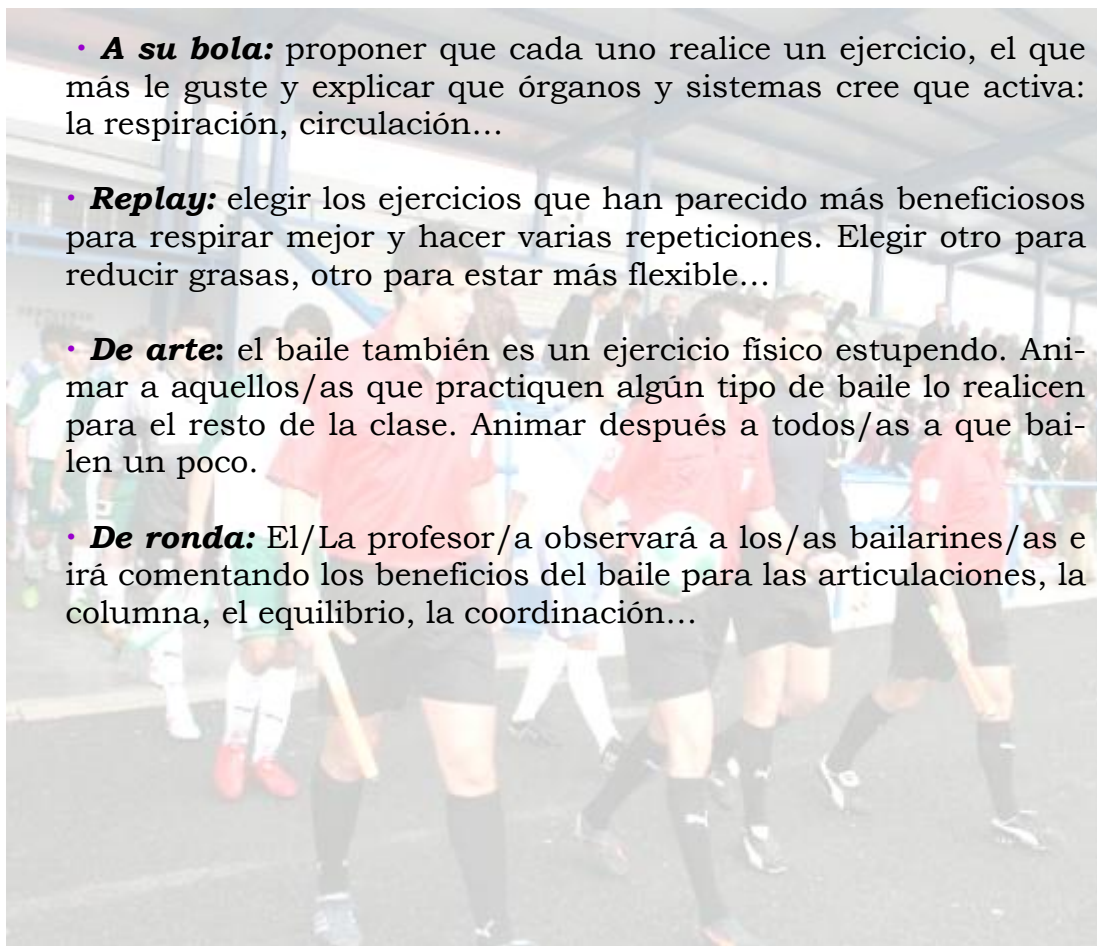 · A su bola: proponer que cada uno realice un ejercicio, el que
más le guste y explicar que órganos y sistemas cree que activa:
la respiración, circulación…
· Replay: elegir los ejercicios que han parecido más beneficiosos
para respirar mejor y hacer varias repeticiones. Elegir otro para
reducir grasas, otro para estar más flexible…
· De arte: el baile también es un ejercicio físico estupendo. Ani-
mar a aquellos/as que practiquen algún tipo de baile lo realicen
para el resto de la clase. Animar después a todos/as a que bai-
len un poco.
· De ronda: El/La profesor/a observará a los/as bailarines/as e
irá comentando los beneficios del baile para las articulaciones, la
columna, el equilibrio, la coordinación…